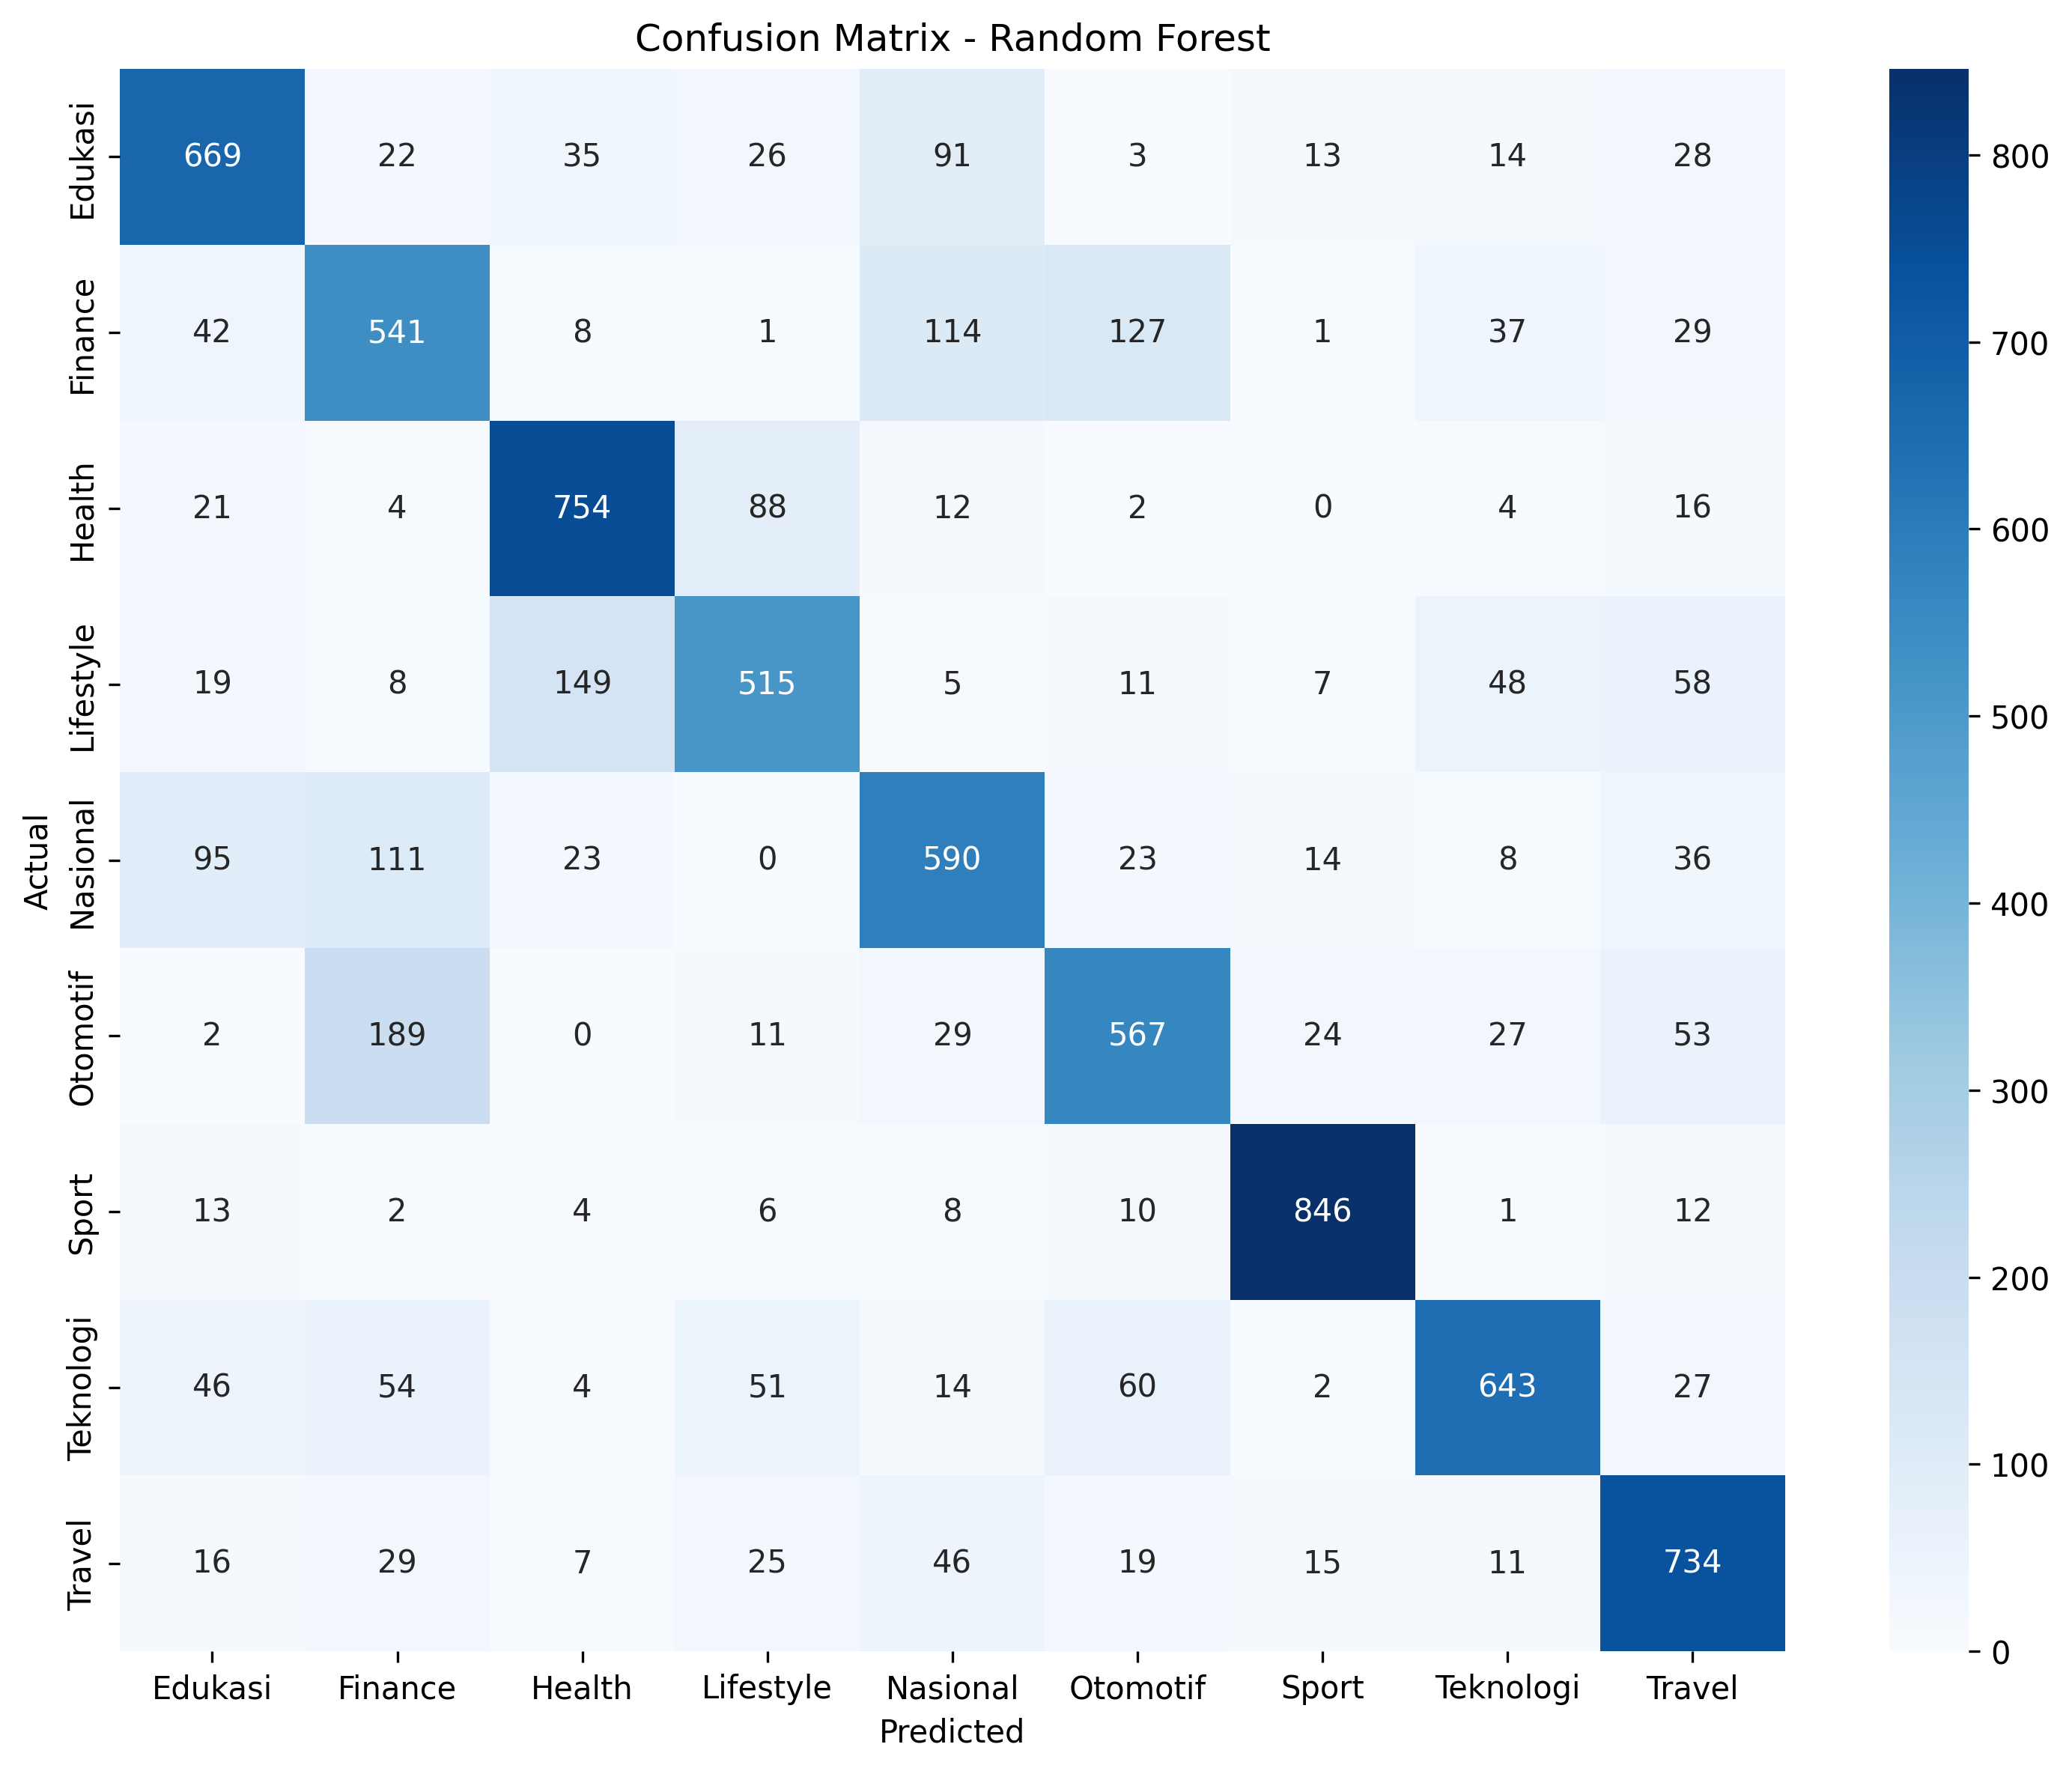 Confusion Matrix - Random Forest
Actual
Edukasi 669 22 35 26 91 3 13 14 28
Finance 42 541 8 1 114 127 1 37 29
Health 21 4 754 88 12 2 0 4 16
Lifestyle 19 8 149 515 5 11 7 48 58
Nasional 95 111 23 0 590 23 14 8 36
Otomotif 2 189 0 11 29 567 24 27 53
Sport 13 2 4 6 8 10 846 1 12
Teknologi 46 54 4 51 14 60 2 643 27
Travel 16 29 7 25 46 19 15 11 734
Edukasi Finance Health Lifestyle Nasional Otomotif Sport Teknologi Travel
Predicted
800
700
600
500
400
300
200
100
0